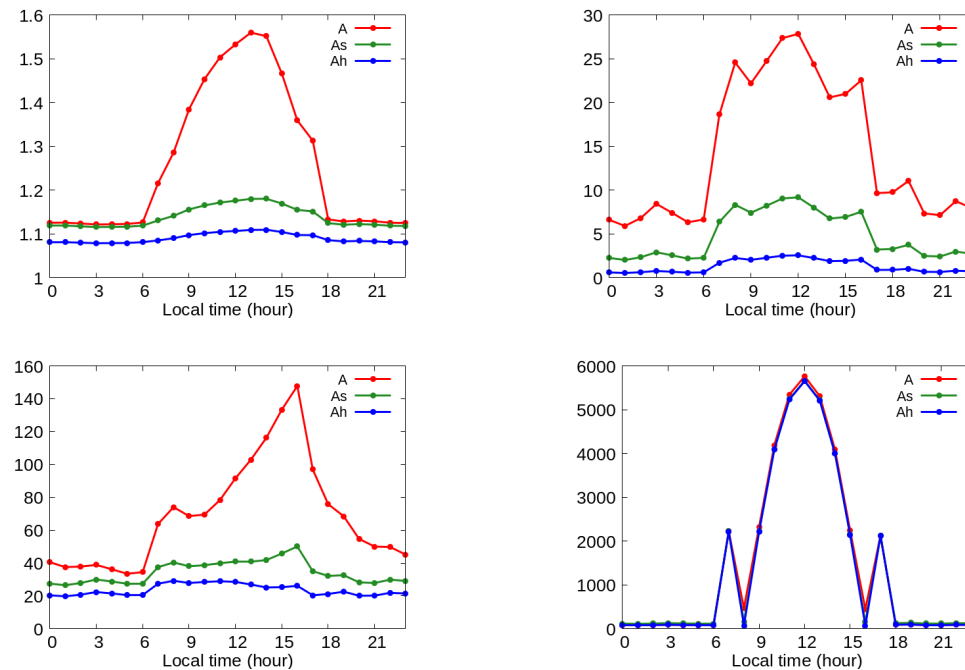 1.6
1.5
1.4
1.3
1.2
1.1
1
A
As
Ah
0 3 6 9 12 15 18 21
Local time (hour)
30
25
20
15
10
5
0
A
As
Ah
0 3 6 9 12 15 18 21
Local time (hour)
160
140
120
100
80
60
40
20
0
A
As
Ah
0 3 6 9 12 15 18 21
Local time (hour)
6000
5000
4000
3000
2000
1000
0
A
As
Ah
0 3 6 9 12 15 18 21
Local time (hour)